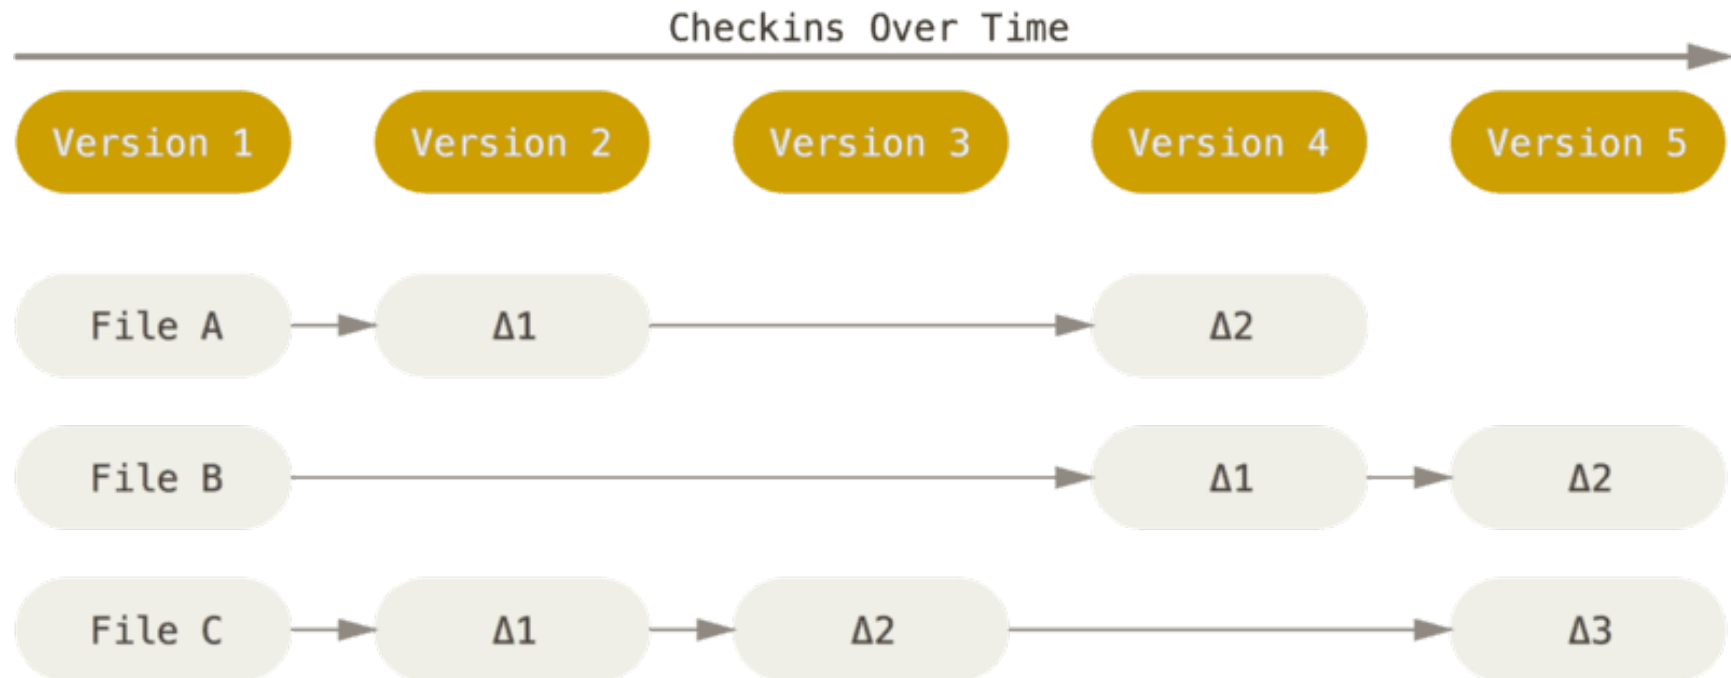 Checkins Over Time
Version 1 Version 2 Version 3 Version 4 Version 5
File A Δ1 Δ2
File B Δ1 Δ2
File C Δ1 Δ2 Δ3